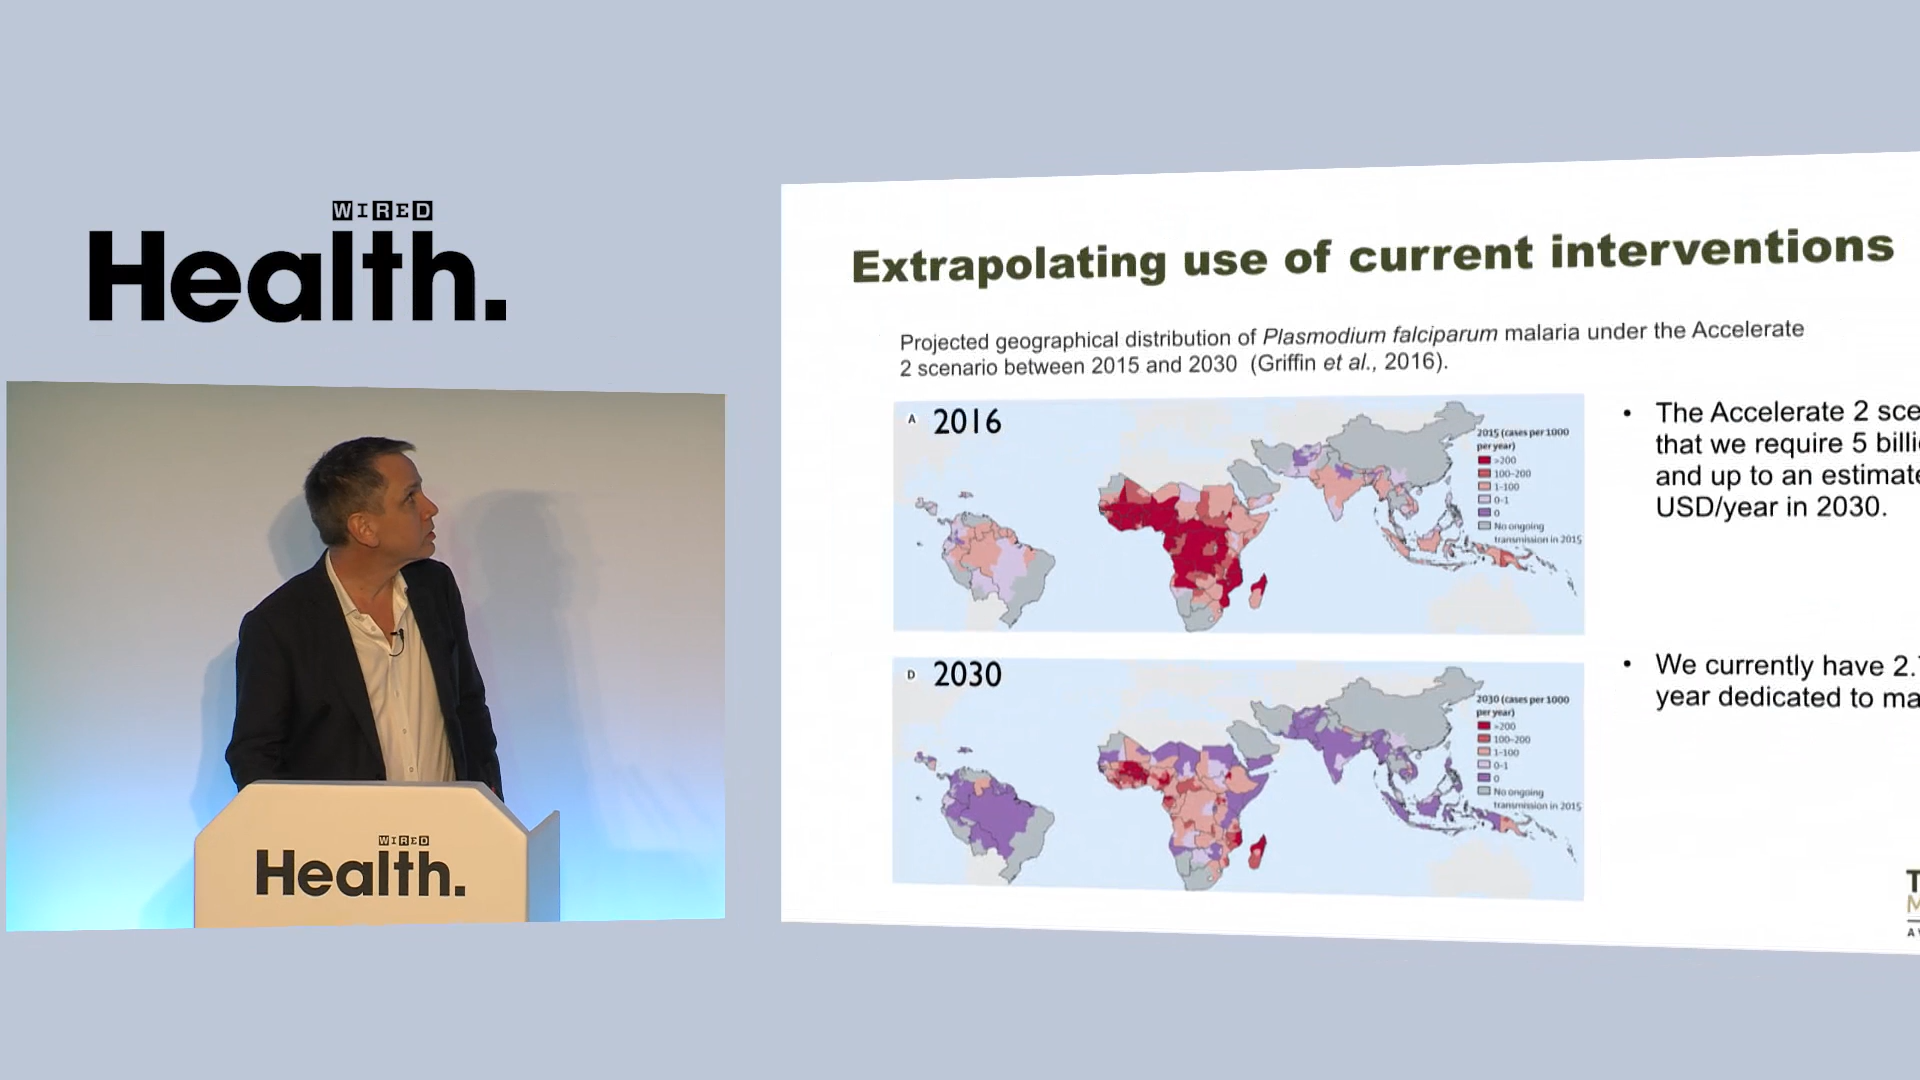 WIRED
Health.
WIRED
Health.
Extrapolating use of current interventions
Projected geographical distribution of Plasmodium falciparum malaria under the Accelerate
2 scenario between 2015 and 2030 (Griffin et al., 2016).
A 2016
2015 (cases per 1000
per year)
>200
100-200
1-100
0-1
0
No ongoing
transmission in 2015
D 2030
2030 (cases per 1000
per year)
>200
100-200
1-100
0-1
0
No ongoing
transmission in 2015
• The Accelerate 2 sce
that we require 5 billi
and up to an estimate
USD/year in 2030.
• We currently have 2.
year dedicated to ma
T
M
A